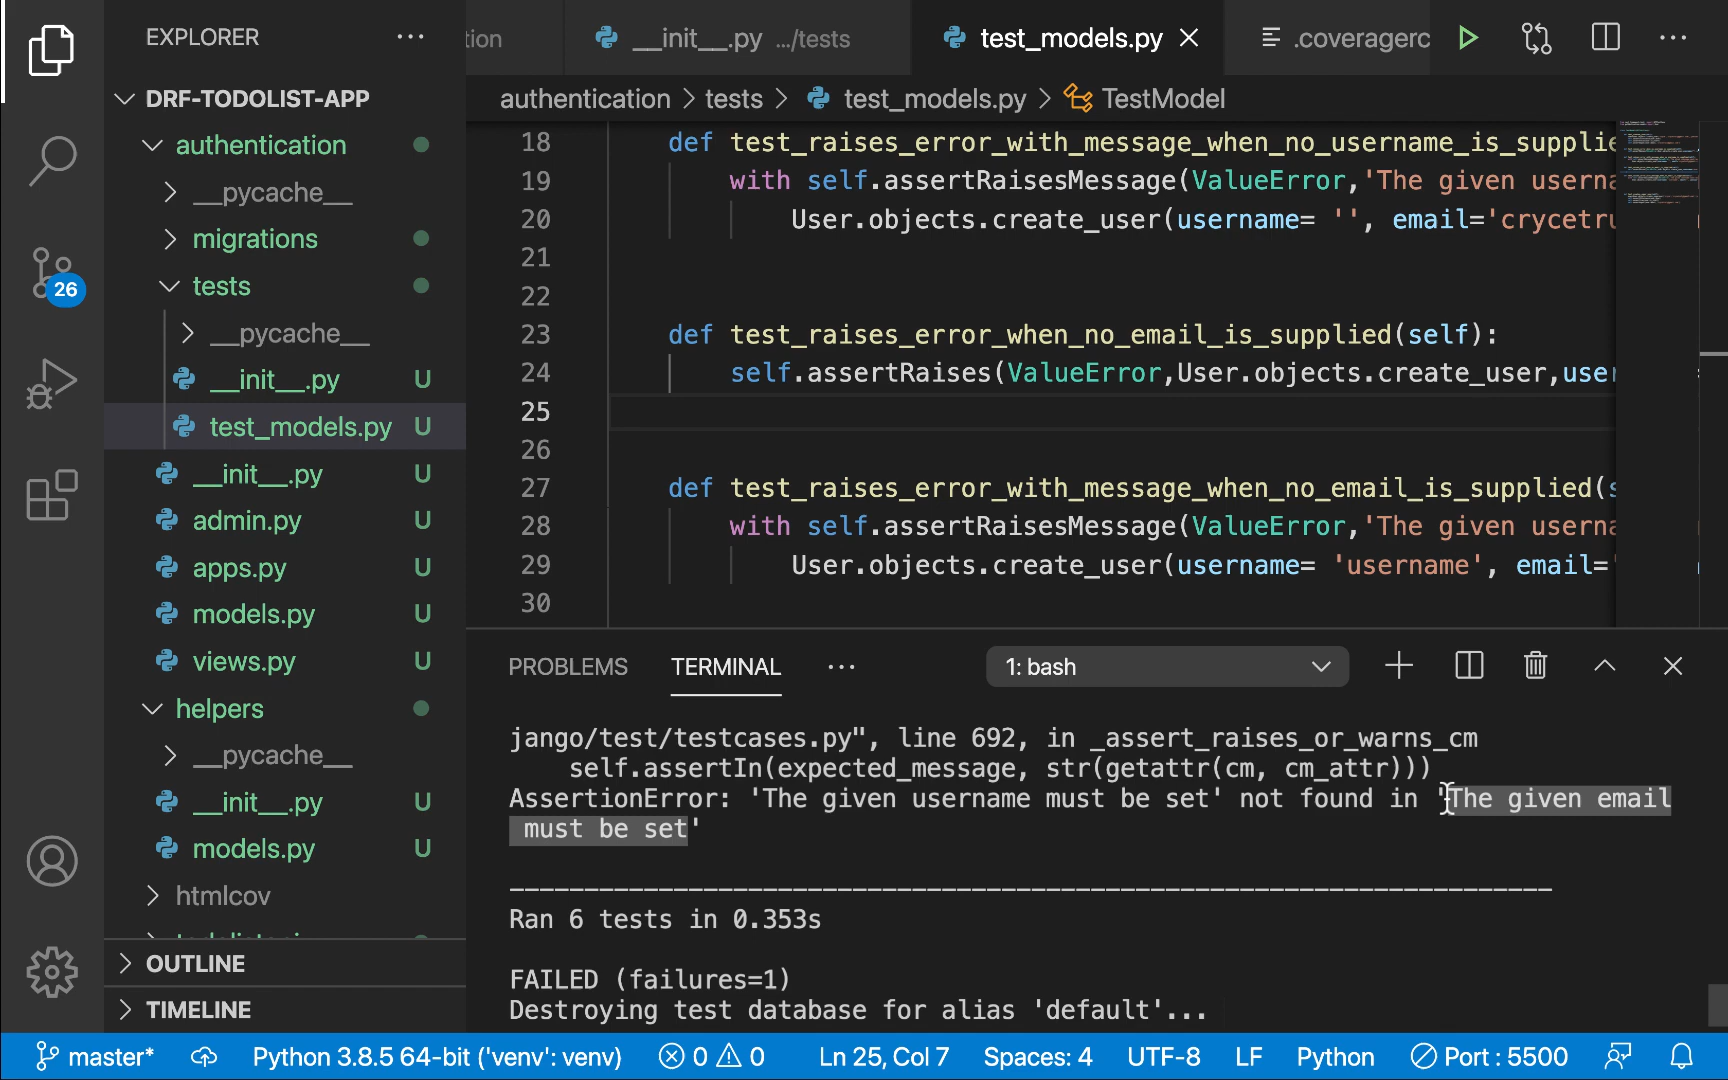 EXPLORER
DRF-TODOLIST-APP
authentication
__pycache__
migrations
tests
__pycache__
__init__.py U
test_models.py U
__init__.py U
admin.py U
apps.py U
models.py U
views.py U
helpers
__pycache__
__init__.py U
models.py U
htmlcov
OUTLINE
TIMELINE
26
tion
__init__.py .../tests
test_models.py
.coveragerc
authentication > tests > test_models.py > TestModel
18 def test_raises_error_with_message_when_no_username_is_supplie
19 with self.assertRaisesMessage(ValueError,'The given userna
20 User.objects.create_user(username= '', email='crycetru
21
22
23 def test_raises_error_when_no_email_is_supplied(self):
24 self.assertRaises(ValueError,User.objects.create_user,user
25
26
27 def test_raises_error_with_message_when_no_email_is_supplied(s
28 with self.assertRaisesMessage(ValueError,'The given userna
29 User.objects.create_user(username= 'username', email='
30
PROBLEMS TERMINAL ... 1: bash
jango/test/testcases.py", line 692, in _assert_raises_or_warns_cm
self.assertIn(expected_message, str(getattr(cm, cm_attr)))
AssertionError: 'The given username must be set' not found in 'The given email
must be set'
----------------------------------------------------------------------
Ran 6 tests in 0.353s
FAILED (failures=1)
Destroying test database for alias 'default'...
master* Python 3.8.5 64-bit ('venv': venv) 0 0 Ln 25, Col 7 Spaces: 4 UTF-8 LF Python Port : 5500